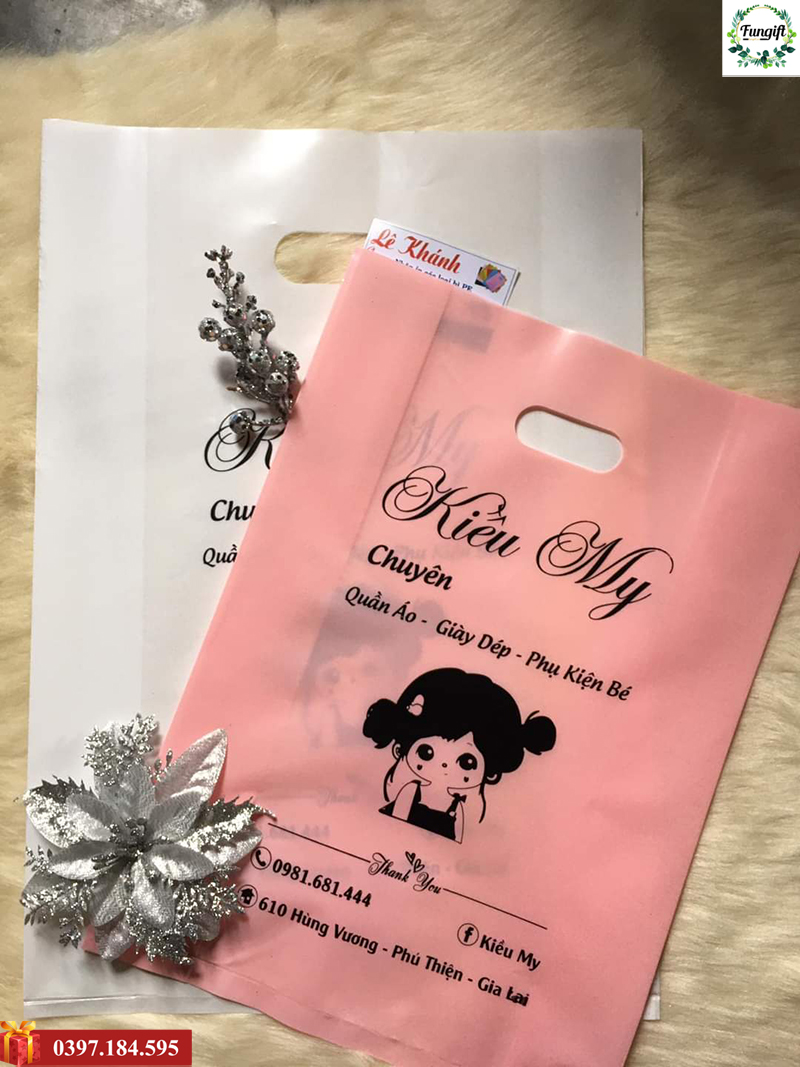 Fungift
Lê Khánh
Kiều My
Chuyên
Quần Áo - Giày Dép - Phụ Kiện Bé
Thank You
0981.681.444
610 Hùng Vương - Phú Thiện - Gia Lai
Kiều My
Chu
Quầ
0397.184.595